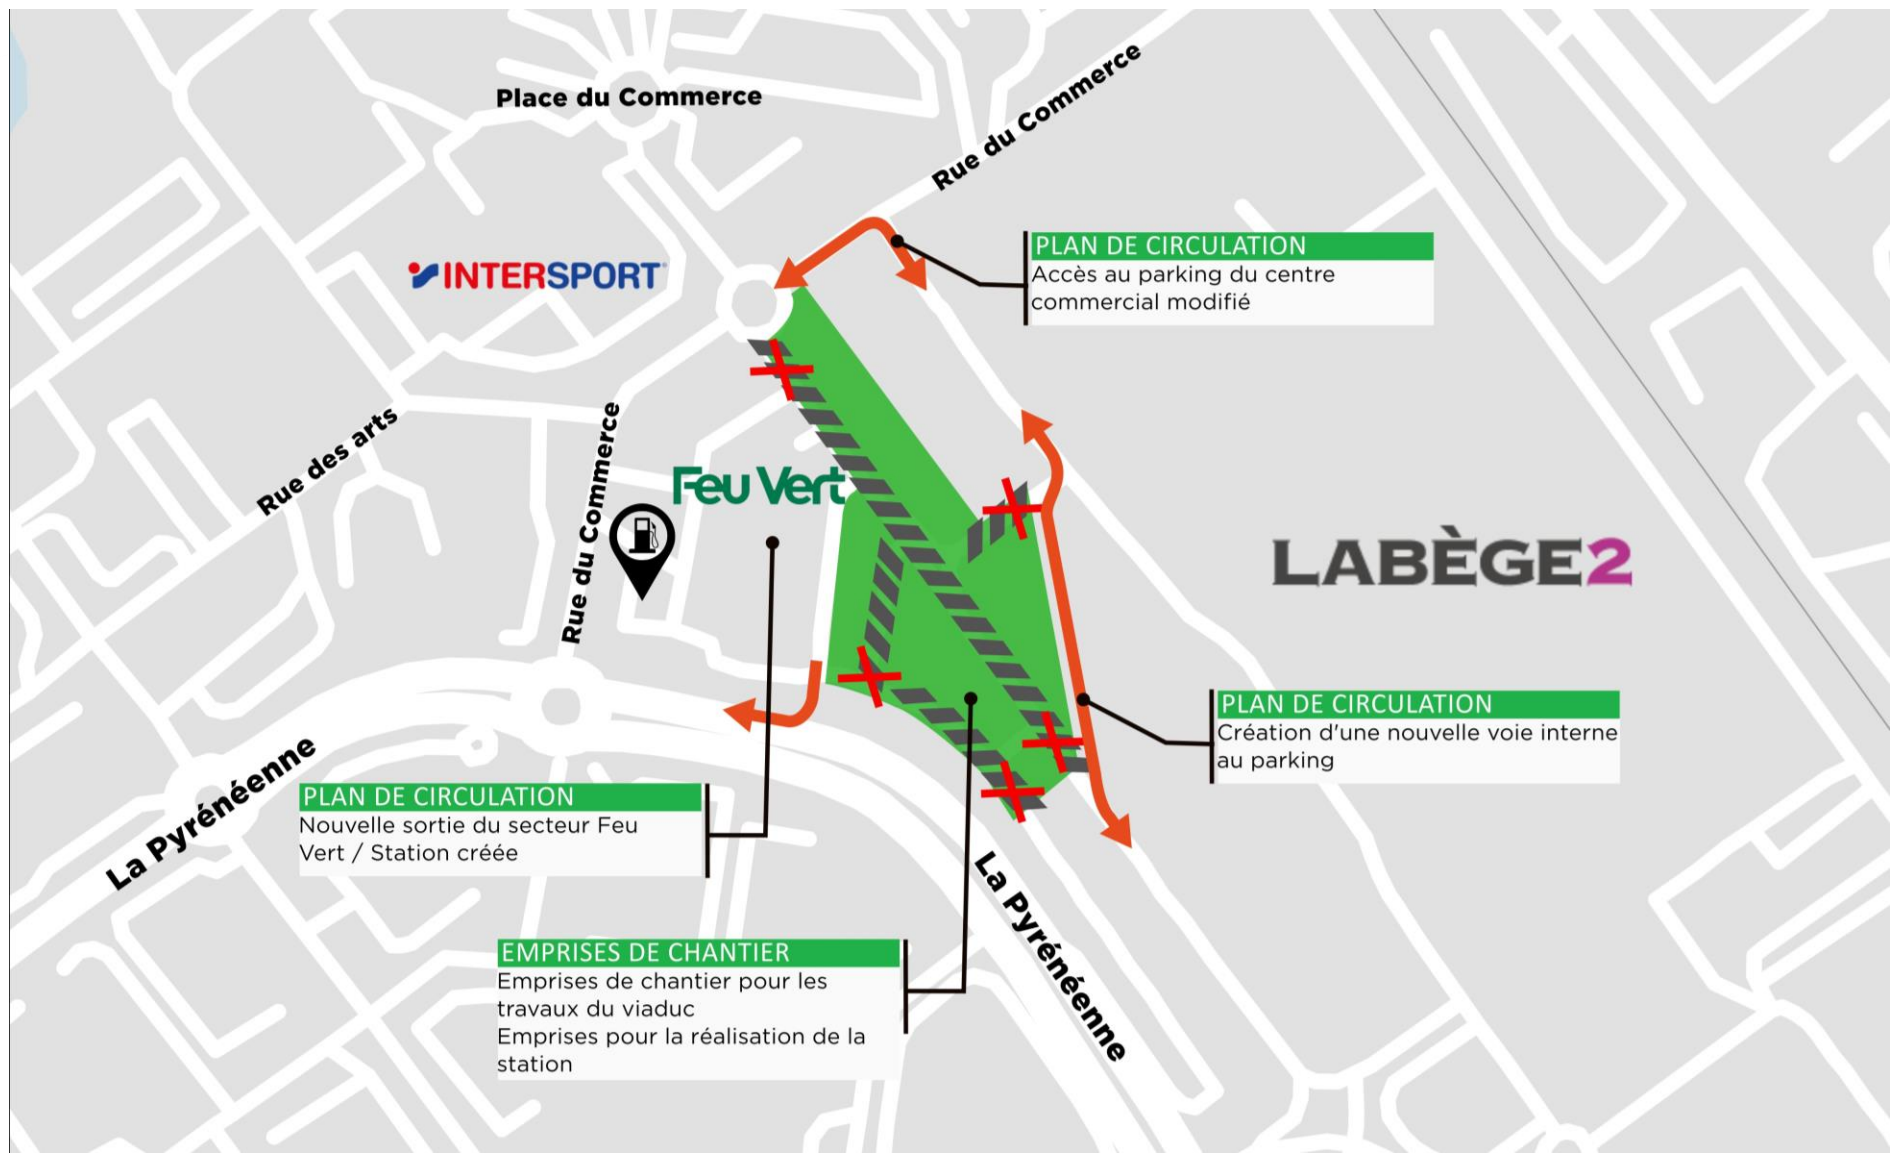 Place du Commerce
Rue du Commerce
INTERSPORT
PLAN DE CIRCULATION
Accès au parking du centre
commercial modifié
Rue des arts
Rue du Commerce
Feu Vert
LABÈGE2
PLAN DE CIRCULATION
Création d'une nouvelle voie interne
au parking
La Pyrénéenne
PLAN DE CIRCULATION
Nouvelle sortie du secteur Feu
Vert / Station créée
La Pyrénéenne
EMPRISES DE CHANTIER
Emprises de chantier pour les
travaux du viaduc
Emprises pour la réalisation de la
station